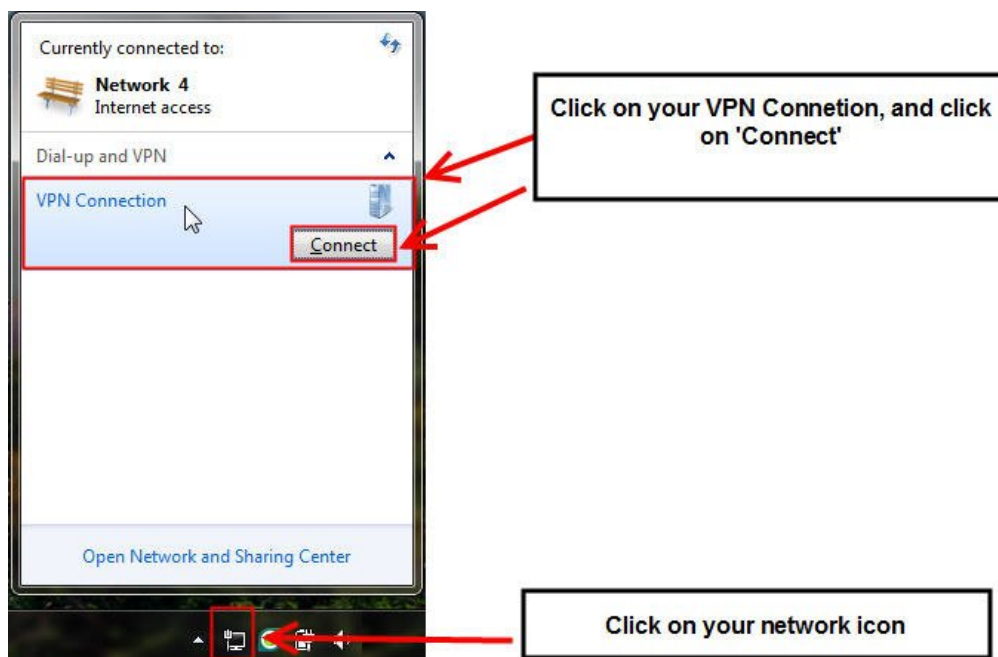 Currently connected to:
Network 4
Internet access
Dial-up and VPN
VPN Connection
Connect
Open Network and Sharing Center
Click on your VPN Connetion, and click
on 'Connect'
Click on your network icon